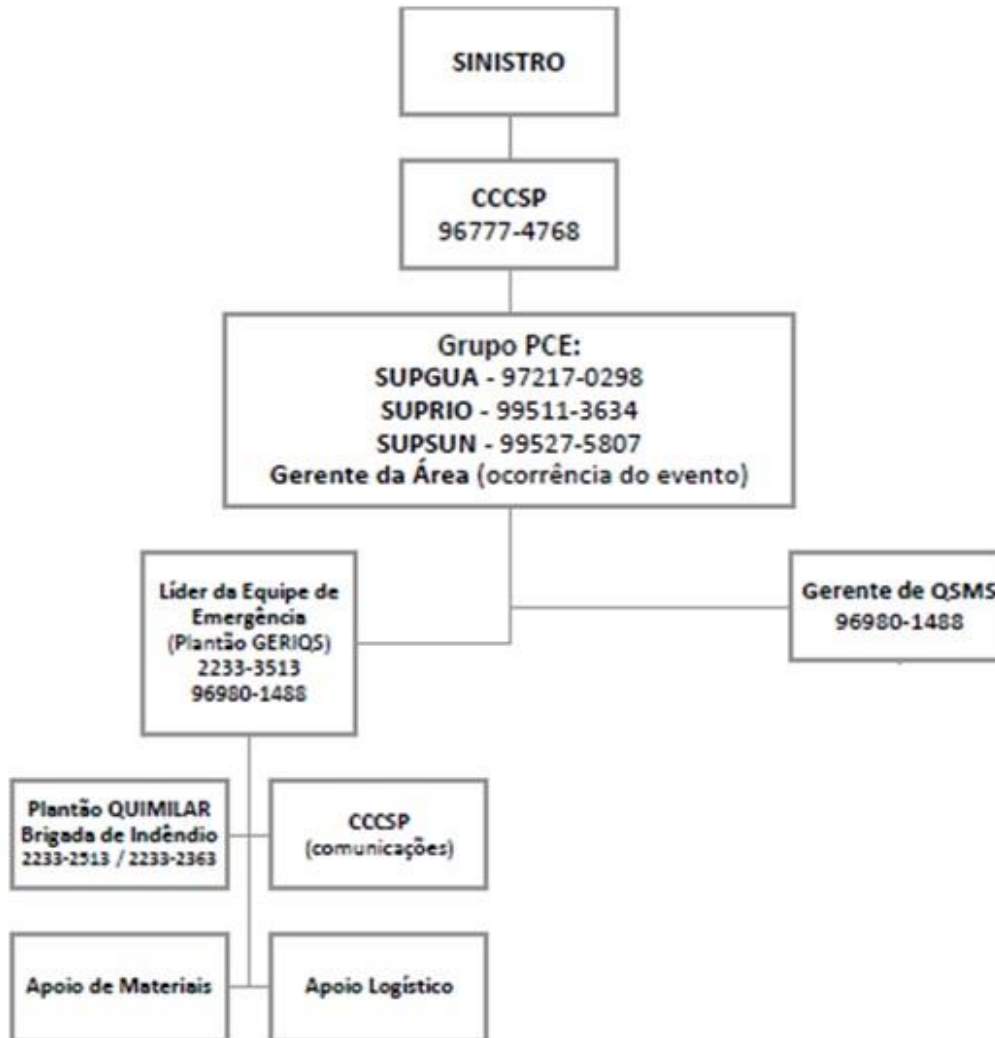 SINISTRO
CCCSP
96777-4768
Grupo PCE:
SUPGUA - 97217-0298
SUPRIO - 99511-3634
SUPSUN - 99527-5807
Gerente da Área (ocorrência do evento)
Líder da Equipe de
Emergência
(Plantão GERIQS)
2233-3513
96980-1488
Gerente de QSMS
96980-1488
Plantão QUIMILAR
Brigada de Indêndio
2233-2513 / 2233-2363
CCCSP
(comunicações)
Apoio de Materiais
Apoio Logístico